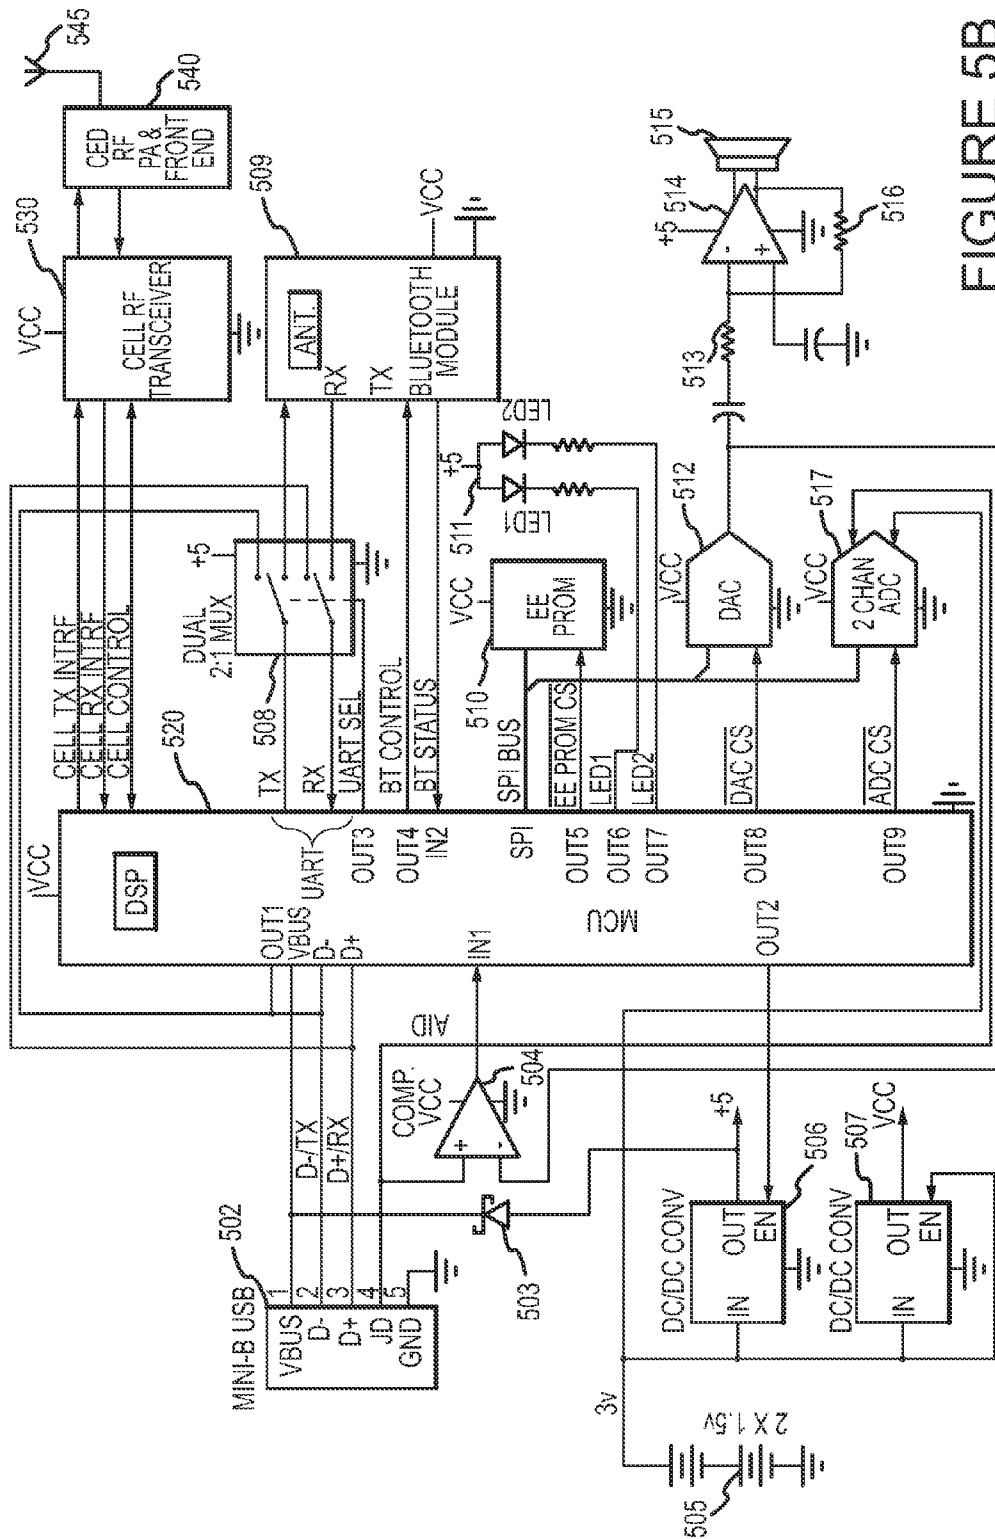 MINI-B USB
502
VBUS 1
D- 2
D+ 3
JD 4
GND 5
D-/TX
D+/RX
503
COMP.
VCC
+
-
504
AID
3v
2 X 1.5v
505
DC/DC CONV
IN
OUT
EN
506
+5
DC/DC CONV
IN
OUT
EN
507
VCC
VCC
DSP
520
OUT1
VBUS
D-
D+
IN1
MCU
OUT2
UART
OUT3
OUT4
IN2
SPI
OUT5
OUT6
OUT7
OUT8
OUT9
CELL TX INTRF
CELL RX INTRF
CELL CONTROL
TX
RX
UART SEL
BT CONTROL
BT STATUS
SPI BUS
EE PROM CS
LED1
LED2
DAC CS
ADC CS
508
DUAL
2:1 MUX
+5
VCC
530
CELL RF
TRANSCEIVER
CED
RF
PA &
FRONT
END
540
545
509
ANT.
RX
TX
BLUETOOTH
MODULE
VCC
510
VCC
EE
PROM
511
+5
LED1
LED2
VCC
512
DAC
VCC
517
2 CHAN
ADC
513
+5
514
-
+
515
516
FIGURE 5B